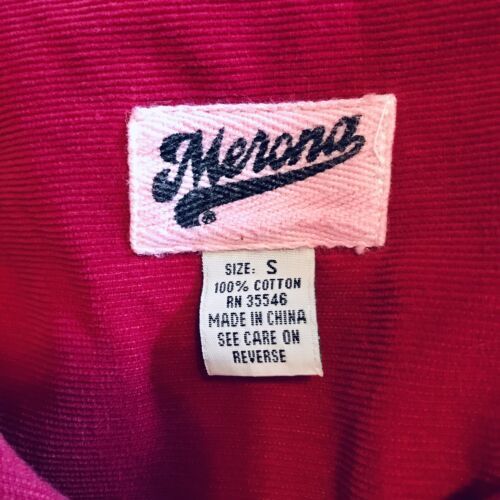 Merona
®
SIZE: S
100% COTTON
RN 35546
MADE IN CHINA
SEE CARE ON
REVERSE